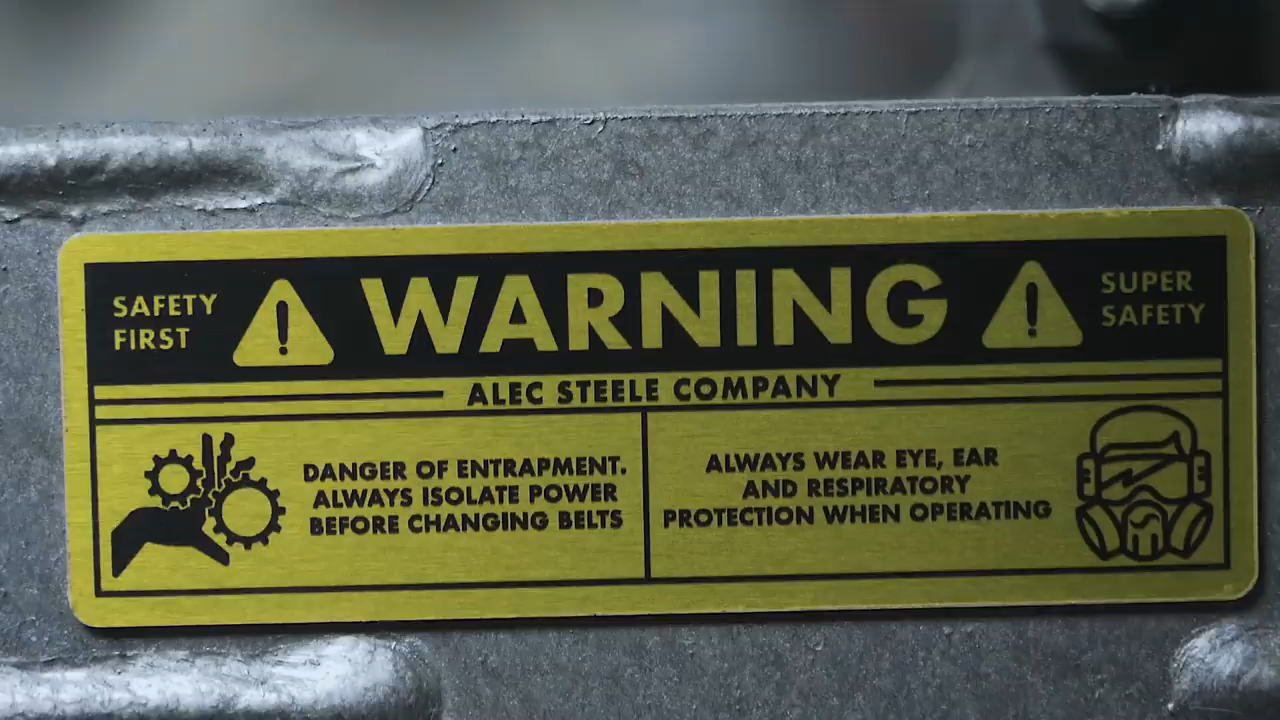 SAFETY
FIRST
WARNING
SUPER
SAFETY
ALEC STEELE COMPANY
DANGER OF ENTRAPMENT.
ALWAYS ISOLATE POWER
BEFORE CHANGING BELTS
ALWAYS WEAR EYE, EAR
AND RESPIRATORY
PROTECTION WHEN OPERATING